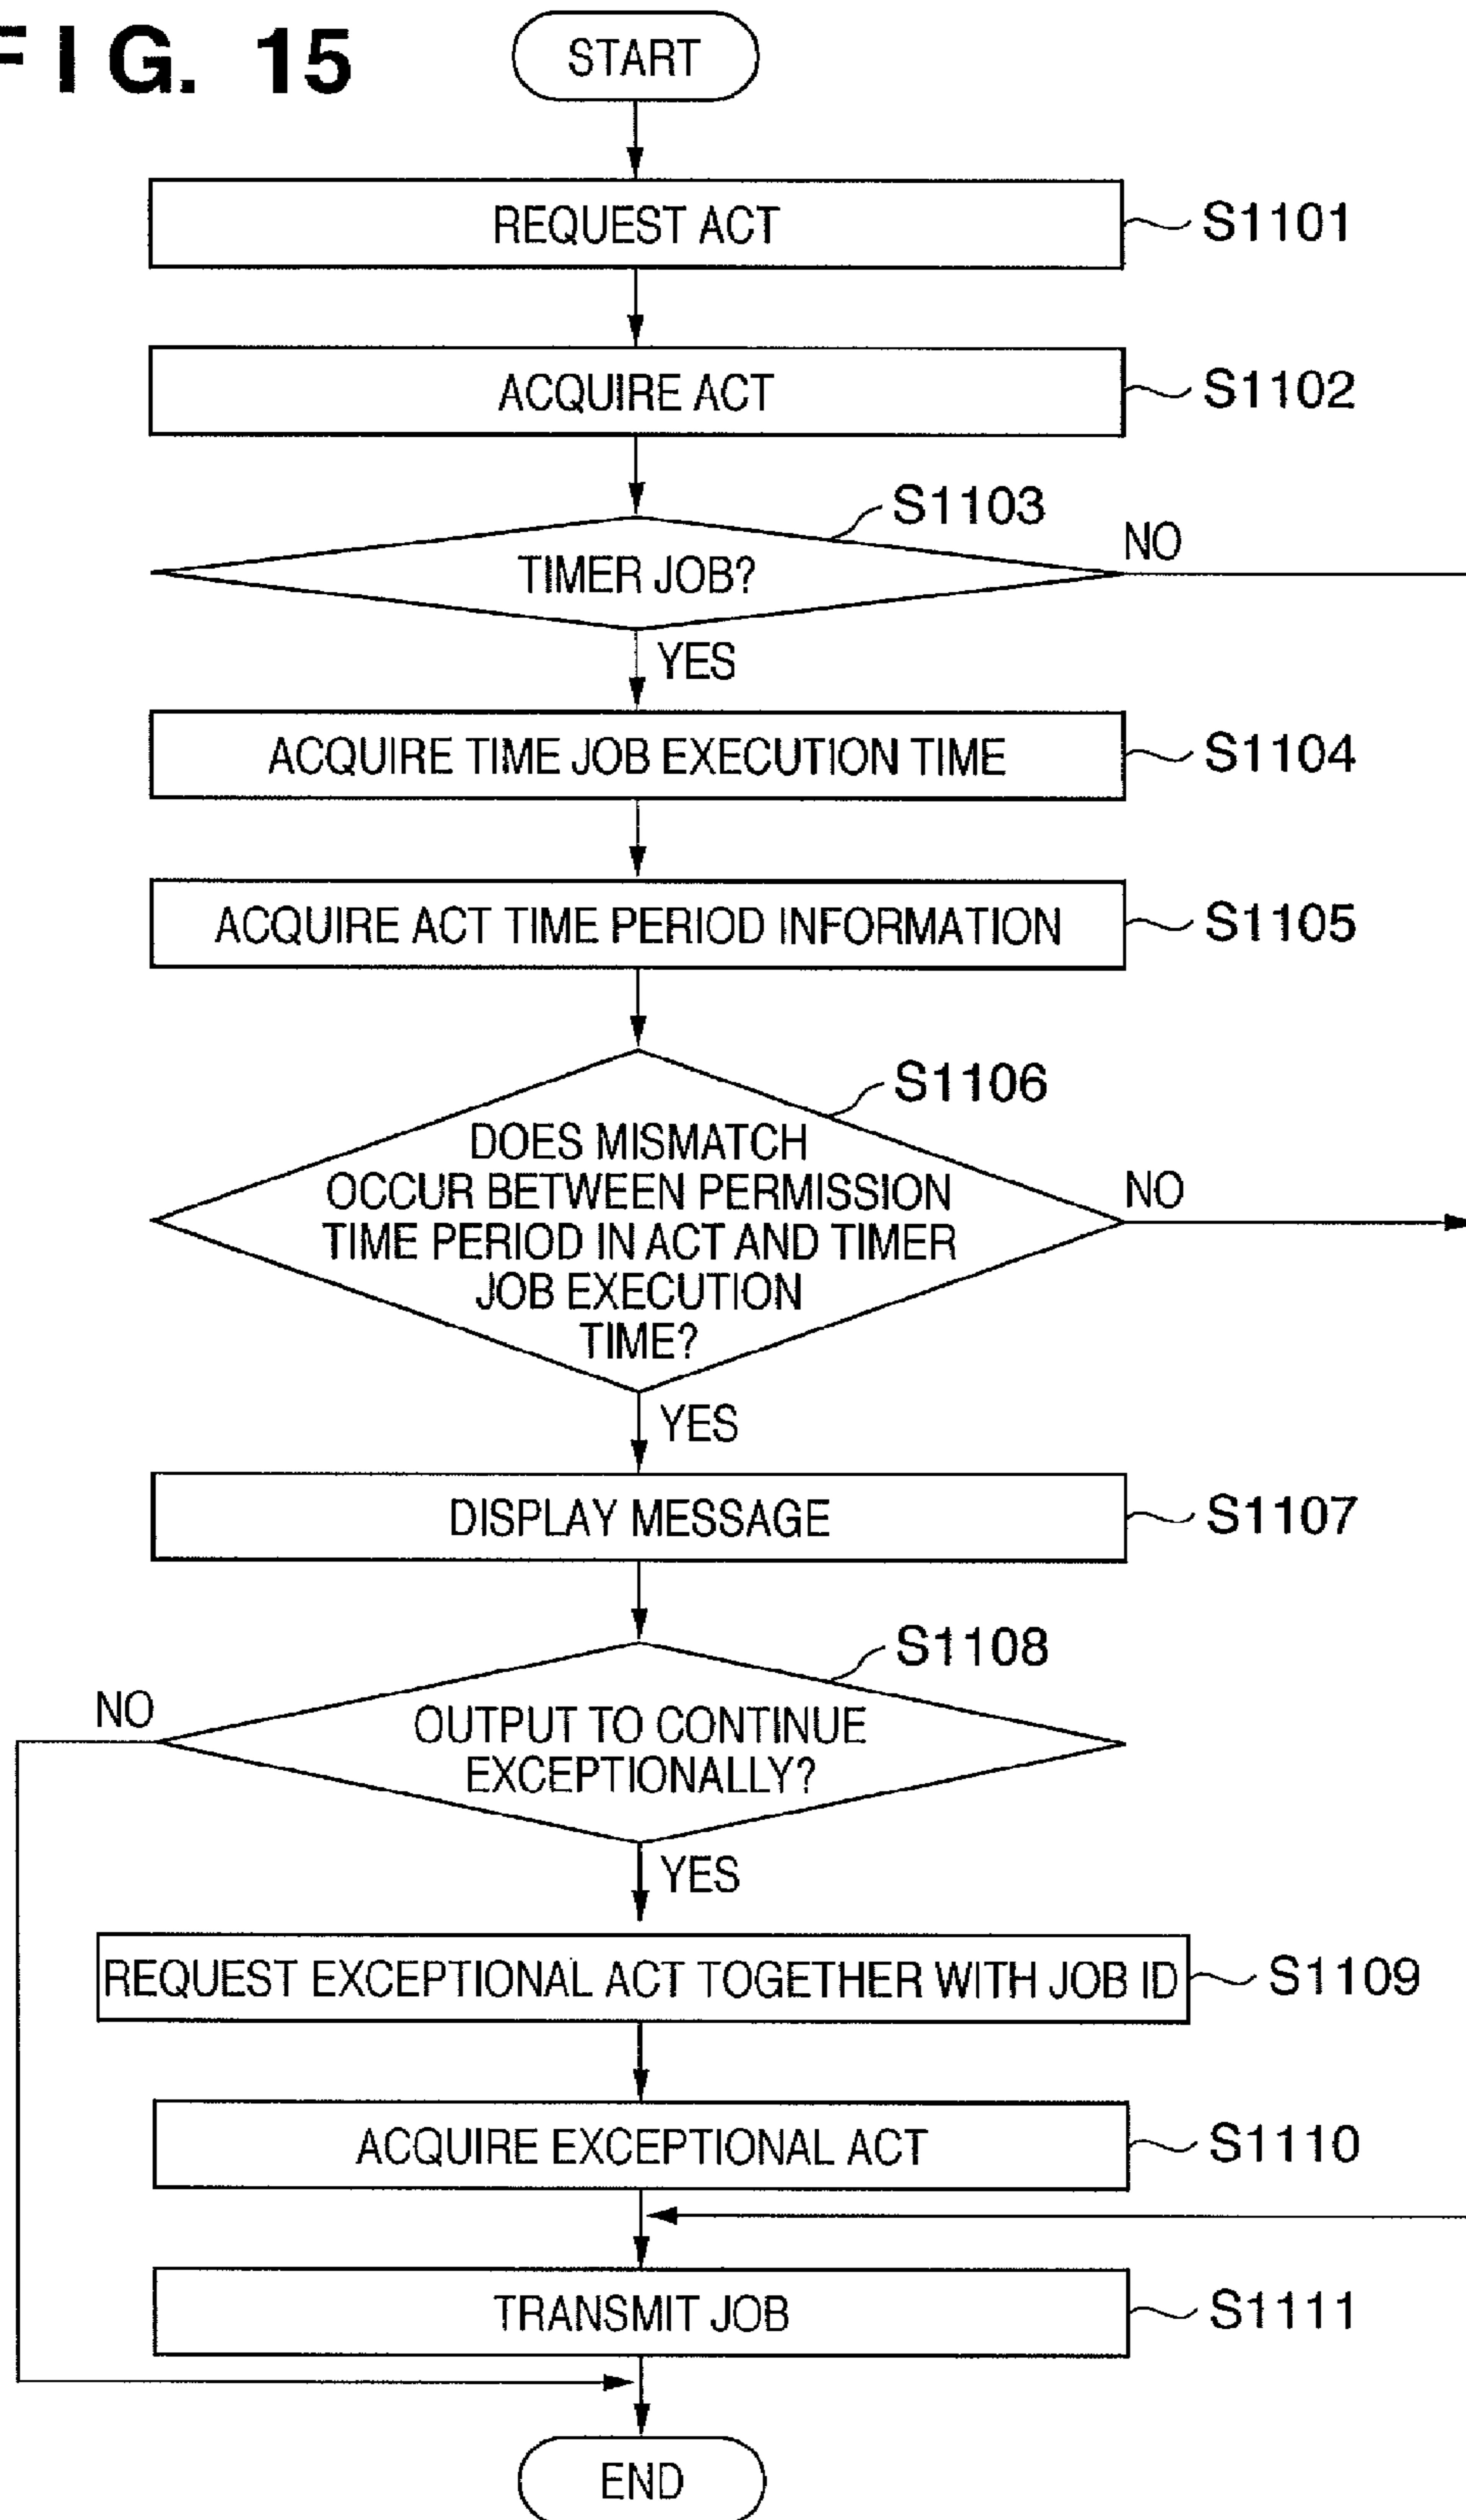 FIG. 15
START
REQUEST ACT
S1101
ACQUIRE ACT
S1102
S1103
TIMER JOB?
NO
YES
ACQUIRE TIME JOB EXECUTION TIME
S1104
ACQUIRE ACT TIME PERIOD INFORMATION
S1105
S1106
DOES MISMATCH
OCCUR BETWEEN PERMISSION
TIME PERIOD IN ACT AND TIMER
JOB EXECUTION
TIME?
NO
YES
DISPLAY MESSAGE
S1107
S1108
NO
OUTPUT TO CONTINUE
EXCEPTIONALLY?
YES
REQUEST EXCEPTIONAL ACT TOGETHER WITH JOB ID
S1109
ACQUIRE EXCEPTIONAL ACT
S1110
TRANSMIT JOB
S1111
END